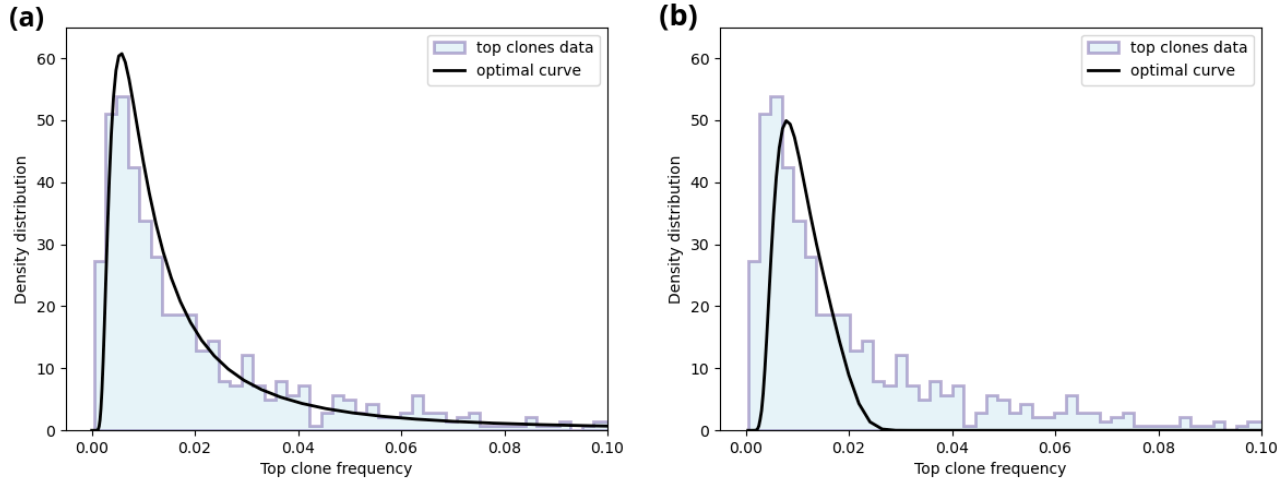 (a)
60
50
40
30
20
10
0
Density distribution
0.00 0.02 0.04 0.06 0.08 0.10
Top clone frequency
top clones data
optimal curve
(b)
60
50
40
30
20
10
0
Density distribution
0.00 0.02 0.04 0.06 0.08 0.10
Top clone frequency
top clones data
optimal curve